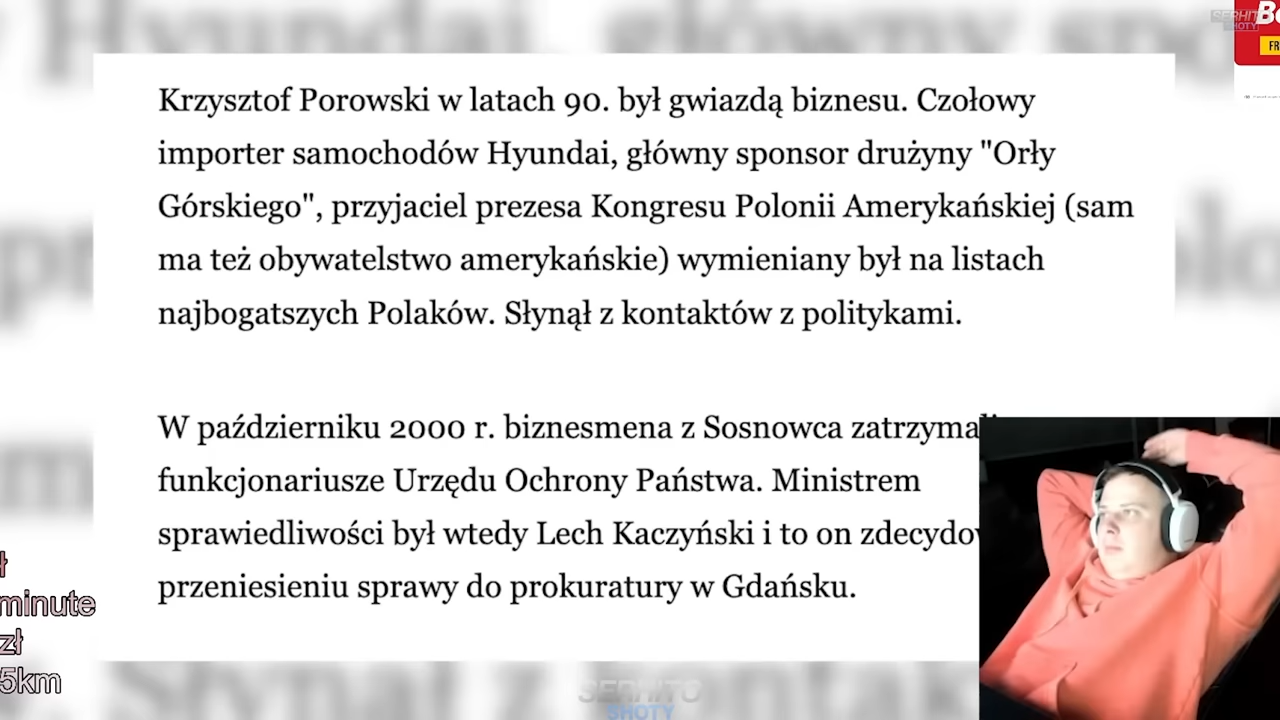 Krzysztof Porowski w latach 90. był gwiazdą biznesu. Czołowy
importer samochodów Hyundai, główny sponsor drużyny "Orły
Górskiego", przyjaciel prezesa Kongresu Polonii Amerykańskiej (sam
ma też obywatelstwo amerykańskie) wymieniany był na listach
najbogatszych Polaków. Słynął z kontaktów z politykami.
W październiku 2000 r. biznesmena z Sosnowca
funkcjonariusze Urzędu Ochrony Państwa. Ministrem
sprawiedliwości był wtedy Lech Kaczyński i to on
przeniesieniu sprawy do prokuratury w Gdańsku.
minute
zł
5km
SERHITO
SHOTY